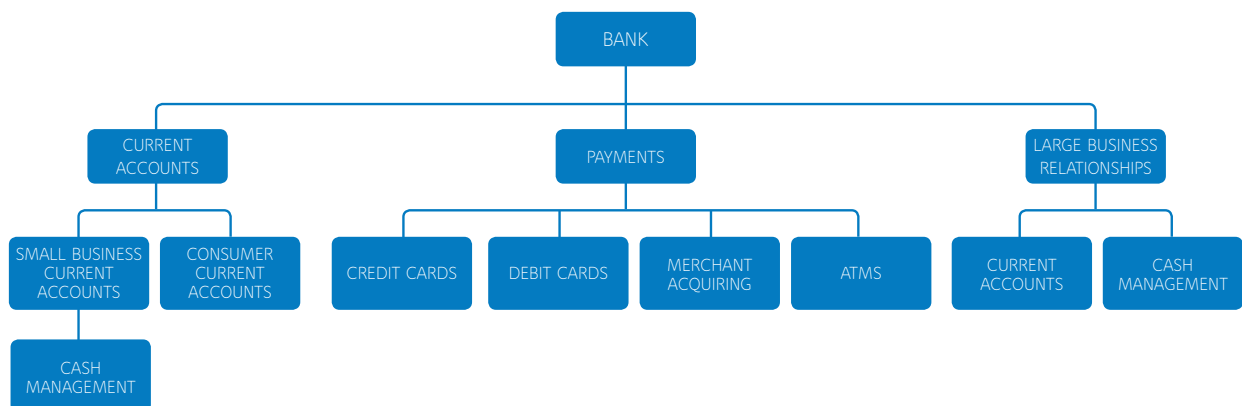 BANK
CURRENT
ACCOUNTS
PAYMENTS
LARGE BUSINESS
RELATIONSHIPS
SMALL BUSINESS
CURRENT
ACCOUNTS
CONSUMER
CURRENT
ACCOUNTS
CREDIT CARDS
DEBIT CARDS
MERCHANT
ACQUIRING
ATMS
CURRENT
ACCOUNTS
CASH
MANAGEMENT
CASH
MANAGEMENT